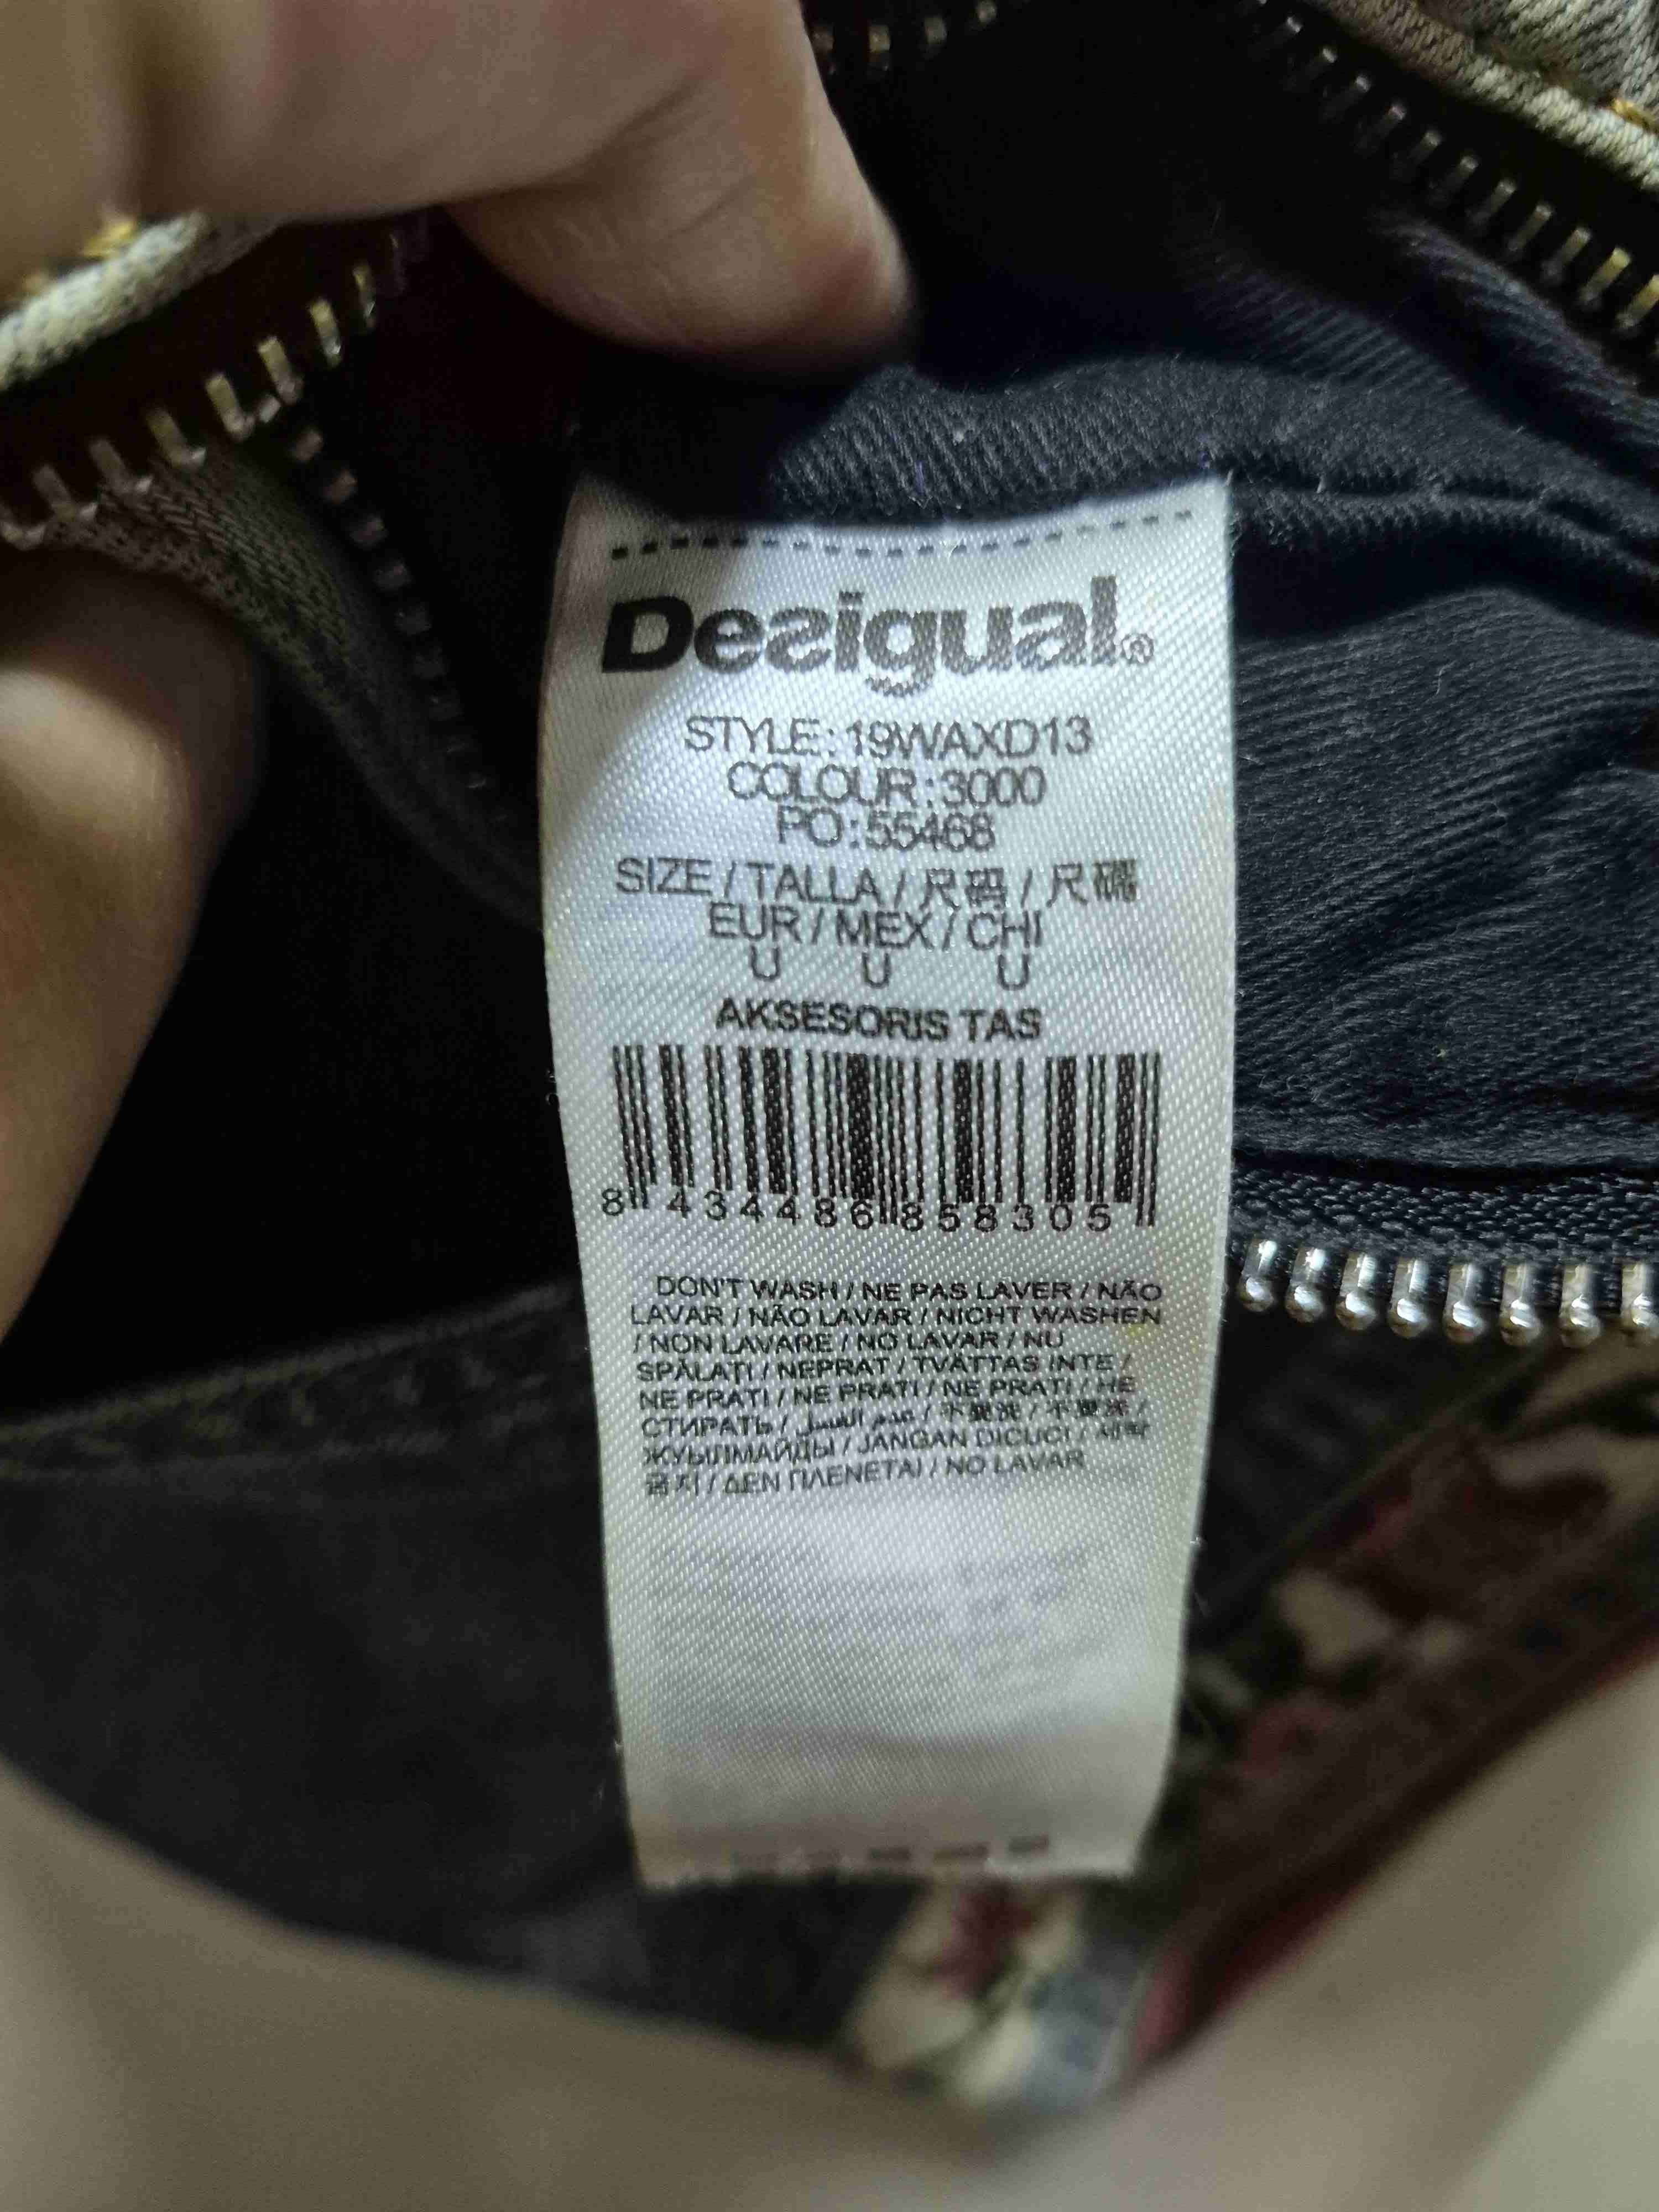 Desigual®
STYLE:19WAXD13
COLOUR:3000
PO:55468
SIZE / TALLA / 尺码 / 尺碼
EUR / MEX / CHI
U U U
AKSESORIS TAS
8 434486 858305
DON'T WASH / NE PAS LAVER / NÃO
LAVAR / NÃO LAVAR / NICHT WASHEN
/ NON LAVARE / NO LAVAR / NU
SPĂLAȚI / NEPRAT / TVÄTTAS INTE /
NE PRATI / NE PRATI / NE PRATI / НЕ
СТИРАТЬ / عدم الغسل / 不要洗 / 不要洗 /
ЖУЫЛМАЙДЫ / JANGAN DICUCI / 세탁
금지 / ΔΕΝ ΠΛΕΝΕΤΑΙ / NO LAVAR